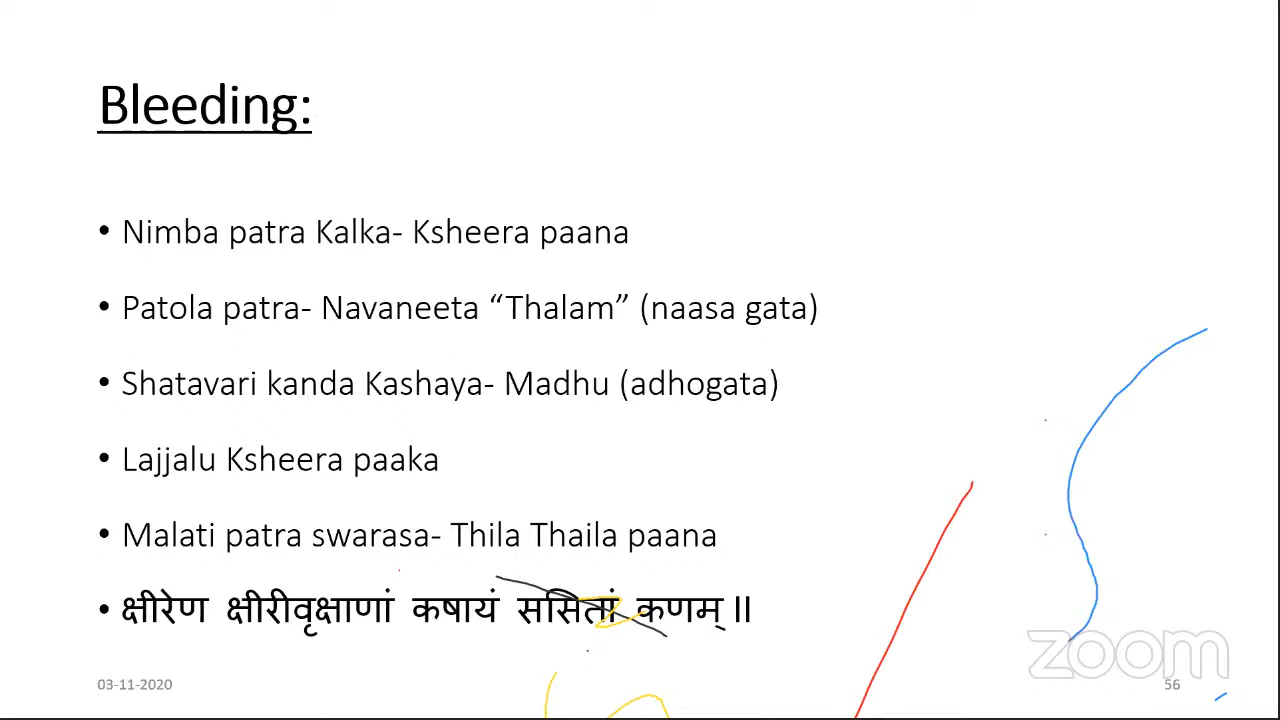 Bleeding:
• Nimba patra Kalka- Ksheera paana
• Patola patra- Navaneeta “Thalam” (naasa gata)
• Shatavari kanda Kashaya- Madhu (adhogata)
• Lajjalu Ksheera paaka
• Malati patra swarasa- Thila Thaila paana
• क्षीरेण क्षीरीवृक्षाणां कषायं ससितां कणम् II
zoom
03-11-2020
56